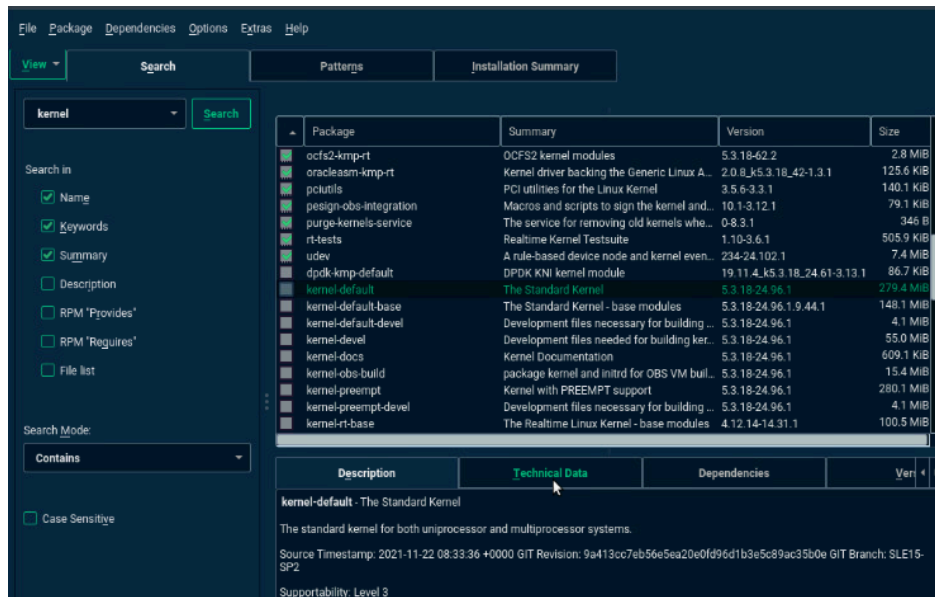 File Package Dependencies Options Extras Help
View Search Patterns Installation Summary
kernel Search
Search in
Name
Keywords
Summary
Description
RPM "Provides"
RPM "Requires"
File list
Search Mode:
Contains
Case Sensitive
Package Summary Version Size
ocfs2-kmp-rt OCFS2 kernel modules 5.3.18-62.2 2.8 MiB
oracleasm-kmp-rt Kernel driver backing the Generic Linux A... 2.0.8_k5.3.18_42-1.3.1 125.6 KiB
pciutils PCI utilities for the Linux Kernel 3.5.6-3.3.1 140.1 KiB
pesign-obs-integration Macros and scripts to sign the kernel and... 10.1-3.12.1 79.1 KiB
purge-kernels-service The service for removing old kernels whe... 0-8.3.1 346 B
rt-tests Realtime Kernel Testsuite 1.10-3.6.1 505.9 KiB
udev A rule-based device node and kernel even... 234-24.102.1 7.4 MiB
dpdk-kmp-default DPDK KNI kernel module 19.11.4_k5.3.18_24.61-3.13.1 86.7 KiB
kernel-default The Standard Kernel 5.3.18-24.96.1 279.4 MiB
kernel-default-base The Standard Kernel - base modules 5.3.18-24.96.1.9.44.1 148.1 MiB
kernel-default-devel Development files necessary for building ... 5.3.18-24.96.1 4.1 MiB
kernel-devel Development files needed for building ker... 5.3.18-24.96.1 55.0 MiB
kernel-docs Kernel Documentation 5.3.18-24.96.1 609.1 KiB
kernel-obs-build package kernel and initrd for OBS VM buil... 5.3.18-24.96.1 15.4 MiB
kernel-preempt Kernel with PREEMPT support 5.3.18-24.96.1 280.1 MiB
kernel-preempt-devel Development files necessary for building ... 5.3.18-24.96.1 4.1 MiB
kernel-rt-base The Realtime Linux Kernel - base modules 4.12.14-14.31.1 100.5 MiB
Description Technical Data Dependencies Ver
kernel-default - The Standard Kernel
The standard kernel for both uniprocessor and multiprocessor systems.
Source Timestamp: 2021-11-22 08:33:36 +0000 GIT Revision: 9a413cc7eb56e5ea20e0fd96d1b3e5c89ac35b0e GIT Branch: SLE15-
SP2
Supportability: Level 3